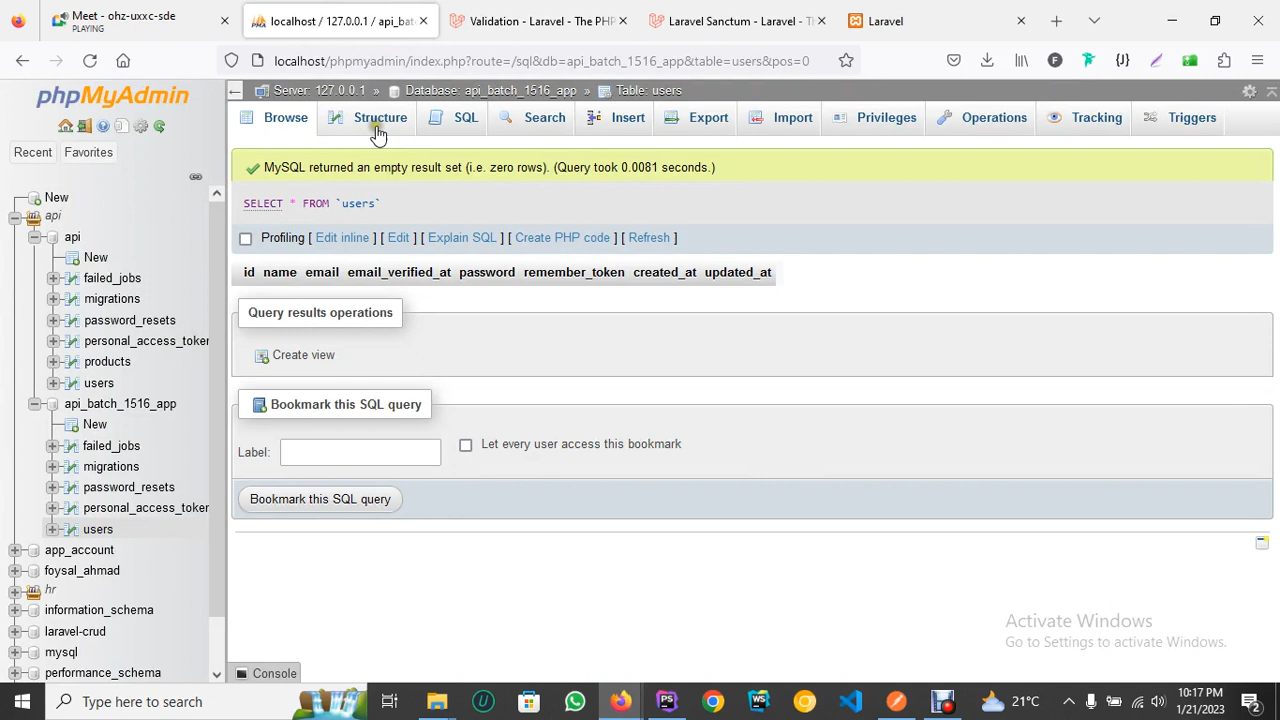 Meet - ohz-uxxc-sde
PLAYING
localhost / 127.0.0.1 / api_bat
Validation - Laravel - The PHP
Laravel Sanctum - Laravel - Th
Laravel
localhost/phpmyadmin/index.php?route=/sql&db=api_batch_1516_app&table=users&pos=0
phpMyAdmin
Server: 127.0.0.1 » Database: api_batch_1516_app » Table: users
Browse Structure SQL Search Insert Export Import Privileges Operations Tracking Triggers
Recent Favorites
MySQL returned an empty result set (i.e. zero rows). (Query took 0.0081 seconds.)
SELECT * FROM `users`
Profiling [ Edit inline ] [ Edit ] [ Explain SQL ] [ Create PHP code ] [ Refresh ]
id name email email_verified_at password remember_token created_at updated_at
Query results operations
Create view
Bookmark this SQL query
Label:
Let every user access this bookmark
Bookmark this SQL query
New
api
api
New
failed_jobs
migrations
password_resets
personal_access_token
products
users
api_batch_1516_app
New
failed_jobs
migrations
password_resets
personal_access_token
users
app_account
foysal_ahmad
hr
information_schema
laravel-crud
mysql
performance_schema
Console
Activate Windows
Go to Settings to activate Windows.
Type here to search
21°C
10:17 PM
1/21/2023
2